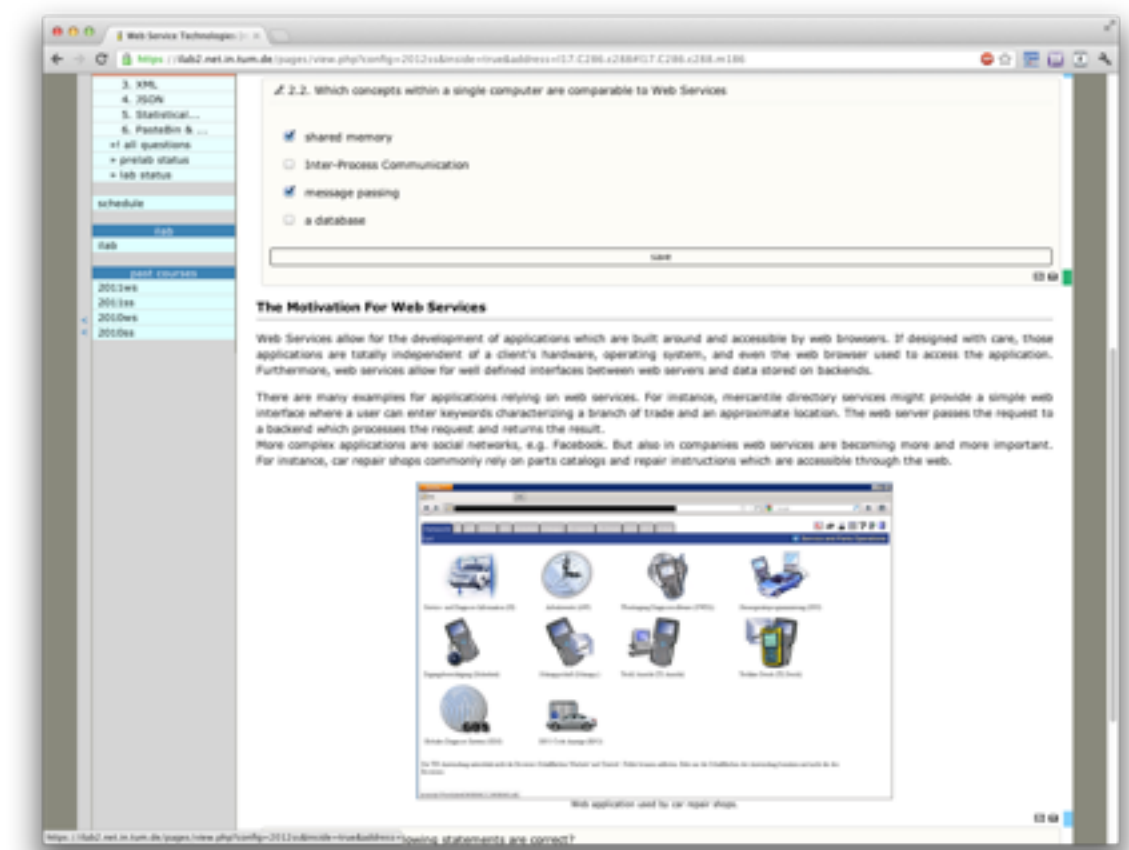 Web Service Technologies
https://ilab2.net.in.tum.de/pages/view.php?config=2012ss&inside=true&address=
3. XML
4. JSON
5. Statistical...
6. PasteBin & ...
»! all questions
» prelab status
» lab status
schedule
ilab
ilab
past courses
2011ws
2011ss
2010ws
2010ss
2.2. Which concepts within a single computer are comparable to Web Services
shared memory
Inter-Process Communication
message passing
a database
save
The Motivation For Web Services
Web Services allow for the development of applications which are built around and accessible by web browsers. If designed with care, those
applications are totally independent of a client's hardware, operating system, and even the web browser used to access the application.
Furthermore, web services allow for well defined interfaces between web servers and data stored on backends.
There are many examples for applications relying on web services. For instance, mercantile directory services might provide a simple web
interface where a user can enter keywords characterizing a branch of trade and an approximate location. The web server passes the request to
a backend which processes the request and returns the result.
More complex applications are social networks, e.g. Facebook. But also in companies web services are becoming more and more important.
For instance, car repair shops commonly rely on parts catalogs and repair instructions which are accessible through the web.
Service and Parts Operations
Web application used by car repair shops.
https://ilab2.net.in.tum.de/pages/view.php?config=2012ss&inside=true&address=
owing statements are correct?